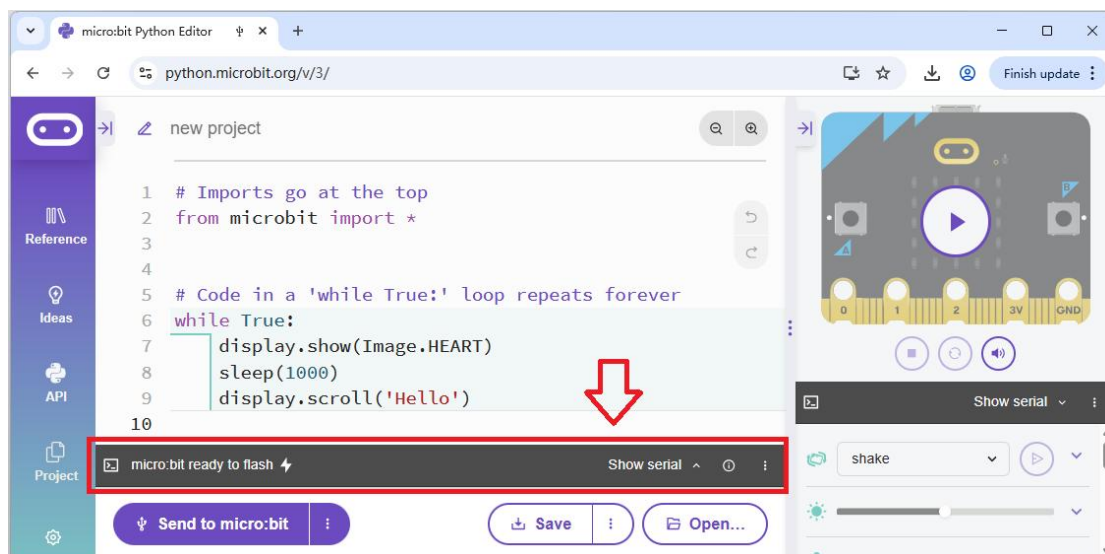 micro:bit Python Editor
python.microbit.org/v/3/
Finish update
new project
1 # Imports go at the top
2 from microbit import *
3
4
5 # Code in a 'while True:' loop repeats forever
6 while True:
7 display.show(Image.HEART)
8 sleep(1000)
9 display.scroll('Hello')
10
Reference
Ideas
API
Project
micro:bit ready to flash
Show serial
Send to micro:bit
Save
Open...
A
B
0 1 2 3V GND
Show serial
shake